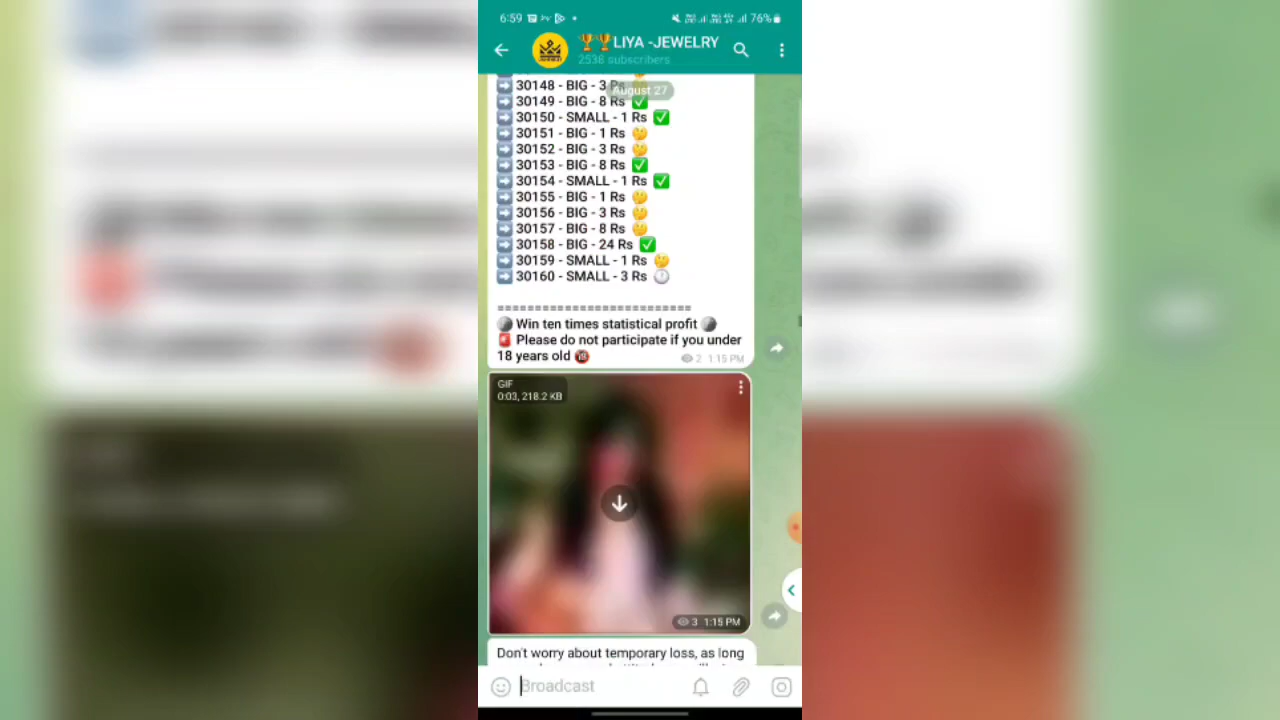 6:59
76%
🏆🏆LIYA -JEWELRY
2536 subscribers
➡️ 30148 - BIG - 3 Rs
August 27
➡️ 30149 - BIG - 8 Rs ✅
➡️ 30150 - SMALL - 1 Rs ✅
➡️ 30151 - BIG - 1 Rs 🤔
➡️ 30152 - BIG - 3 Rs 🤔
➡️ 30153 - BIG - 8 Rs ✅
➡️ 30154 - SMALL - 1 Rs ✅
➡️ 30155 - BIG - 1 Rs 🤔
➡️ 30156 - BIG - 3 Rs 🤔
➡️ 30157 - BIG - 8 Rs 🤔
➡️ 30158 - BIG - 24 Rs ✅
➡️ 30159 - SMALL - 1 Rs 🤔
➡️ 30160 - SMALL - 3 Rs ⏱
=========================
Win ten times statistical profit
🚨 Please do not participate if you under
18 years old 🔞
2 1:15 PM
GIF
0:03, 218.2 KB
3 1:15 PM
Don't worry about temporary loss, as long
Broadcast